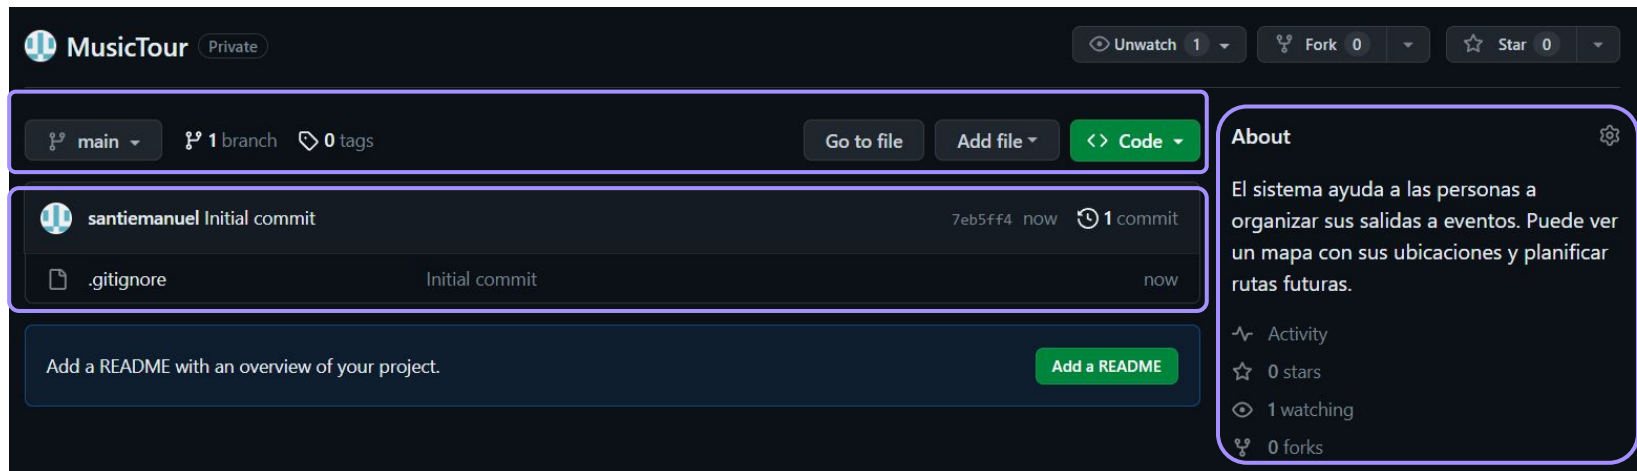 MusicTour Private
Unwatch 1
Fork 0
Star 0
main
1 branch
0 tags
Go to file
Add file
<> Code
santiemanuel Initial commit
7eb5ff4 now
1 commit
.gitignore
Initial commit
now
Add a README with an overview of your project.
Add a README
About
El sistema ayuda a las personas a
organizar sus salidas a eventos. Puede ver
un mapa con sus ubicaciones y planificar
rutas futuras.
Activity
0 stars
1 watching
0 forks